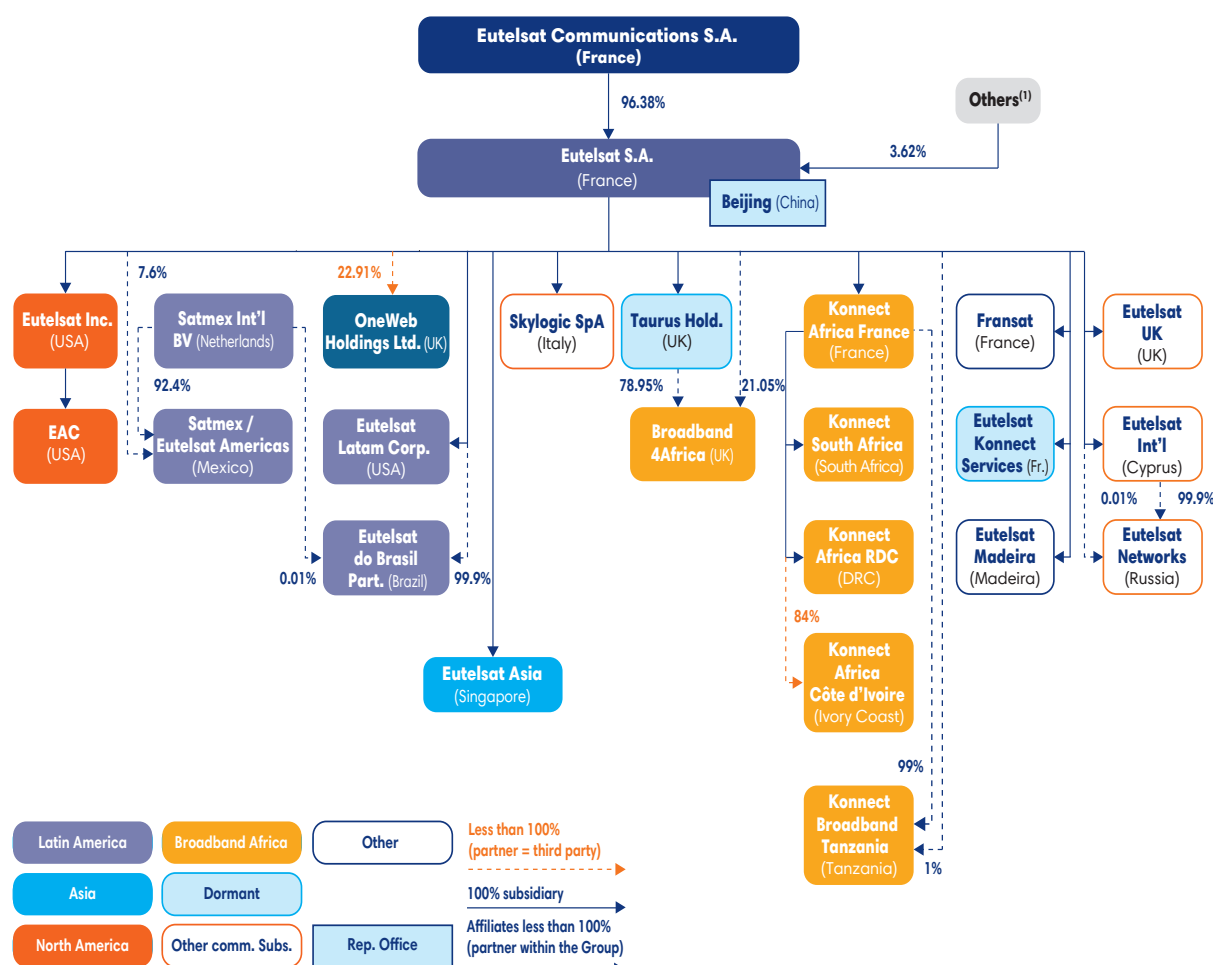 Eutelsat Communications S.A.
(France)
96.38%
Others(1)
Eutelsat S.A.
(France)
3.62%
Beijing (China)
7.6%
22.91%
Eutelsat Inc.
(USA)
Satmex Int'l
BV (Netherlands)
OneWeb
Holdings Ltd. (UK)
Skylogic SpA
(Italy)
Taurus Hold.
(UK)
Konnect
Africa France
(France)
Fransat
(France)
Eutelsat
UK
(UK)
92.4%
78.95%
21.05%
EAC
(USA)
Satmex /
Eutelsat Americas
(Mexico)
Eutelsat
Latam Corp.
(USA)
Broadband
4Africa (UK)
Konnect
South Africa
(South Africa)
Eutelsat
Konnect
Services (Fr.)
Eutelsat
Int'l
(Cyprus)
0.01%
99.9%
Eutelsat
do Brasil
Part. (Brazil)
0.01%
99.9%
Konnect
Africa RDC
(DRC)
Eutelsat
Madeira
(Madeira)
Eutelsat
Networks
(Russia)
84%
Eutelsat Asia
(Singapore)
Konnect
Africa
Côte d'Ivoire
(Ivory Coast)
99%
Konnect
Broadband
Tanzania
(Tanzania)
1%
Latin America
Broadband Africa
Other
Less than 100%
(partner = third party)
Asia
Dormant
100% subsidiary
North America
Other comm. Subs.
Rep. Office
Affiliates less than 100%
(partner within the Group)